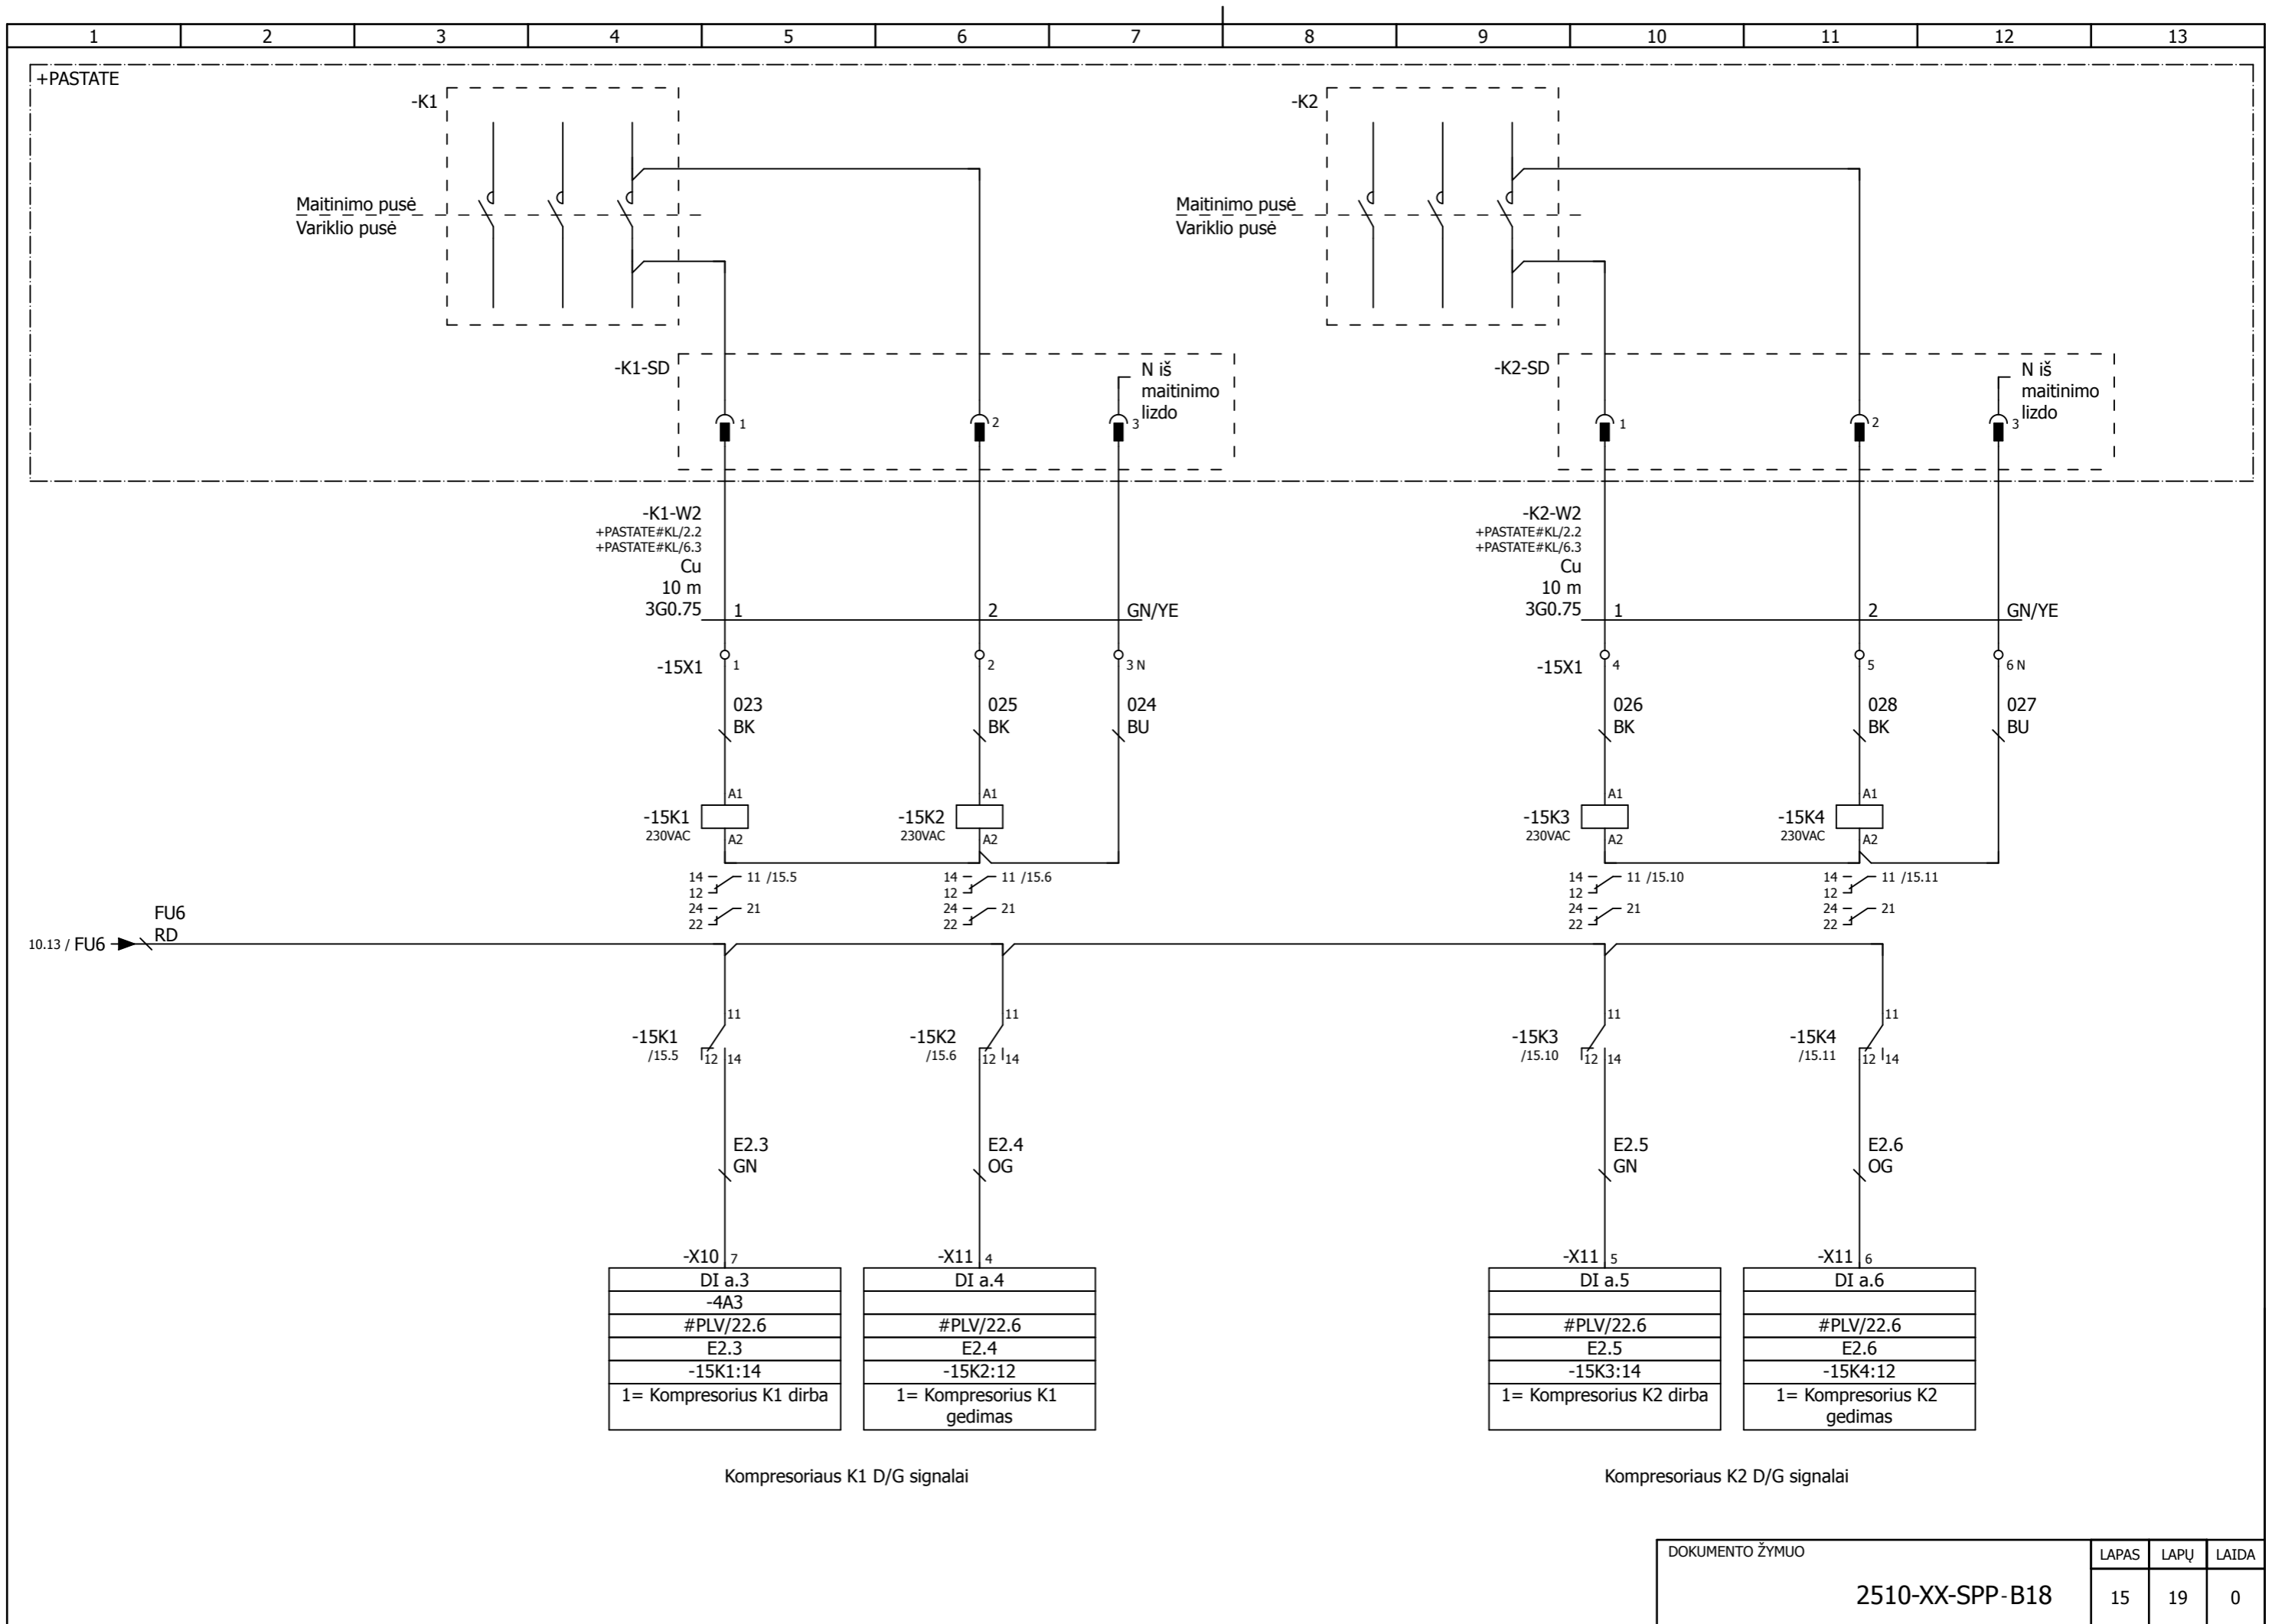 1 2 3 4 5 6 7 8 9 10 11 12 13
+PASTATE
-K1 -K2
Maitinimo pusė Maitinimo pusė
Variklio pusė Variklio pusė
-K1-SD N iš -K2-SD N iš
maitinimo maitinimo
lizdo lizdo
1 2 3 1 2 3
-K1-W2 -K2-W2
+PASTATE#KL/2.2 +PASTATE#KL/2.2
+PASTATE#KL/6.3 +PASTATE#KL/6.3
Cu Cu
10 m 10 m
3G0.75 1 2 GN/YE 3G0.75 1 2 GN/YE
-15X1 1 2 3 N -15X1 4 5 6 N
023 025 024 026 028 027
BK BK BU BK BK BU
A1 A1 A1 A1
-15K1 -15K2 -15K3 -15K4
230VAC A2 230VAC A2 230VAC A2 230VAC A2
14 11 /15.5 14 11 /15.6 14 11 /15.10 14 11 /15.11
12 12 12 12
24 21 24 21 24 21 24 21
22 22 22 22
FU6
RD
10.13 / FU6
11 11 11 11
-15K1 -15K2 -15K3 -15K4
/15.5 12 14 /15.6 12 14 /15.10 12 14 /15.11 12 14
E2.3 E2.4 E2.5 E2.6
GN OG GN OG
-X10 7 -X11 4 -X11 5 -X11 6
DI a.3 DI a.4 DI a.5 DI a.6
-4A3
#PLV/22.6 #PLV/22.6 #PLV/22.6 #PLV/22.6
E2.3 E2.4 E2.5 E2.6
-15K1:14 -15K2:12 -15K3:14 -15K4:12
1= Kompresorius K1 dirba 1= Kompresorius K1 1= Kompresorius K2 dirba 1= Kompresorius K2
gedimas gedimas
Kompresoriaus K1 D/G signalai Kompresoriaus K2 D/G signalai
DOKUMENTO ŽYMUO LAPAS LAPŲ LAIDA
2510-XX-SPP-B18 15 19 0